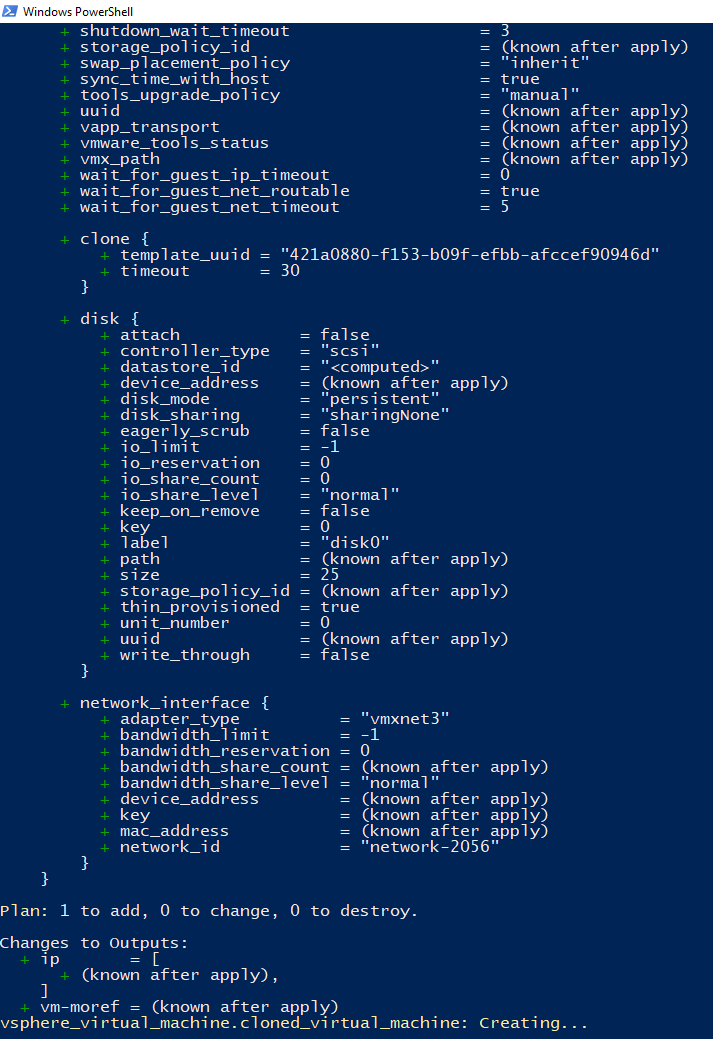 Windows PowerShell
+ shutdown_wait_timeout = 3
+ storage_policy_id = (known after apply)
+ swap_placement_policy = "inherit"
+ sync_time_with_host = true
+ tools_upgrade_policy = "manual"
+ uuid = (known after apply)
+ vapp_transport = (known after apply)
+ vmware_tools_status = (known after apply)
+ vmx_path = (known after apply)
+ wait_for_guest_ip_timeout = 0
+ wait_for_guest_net_routable = true
+ wait_for_guest_net_timeout = 5
+ clone {
+ template_uuid = "421a0880-f153-b09f-efbb-afccef90946d"
+ timeout = 30
}
+ disk {
+ attach = false
+ controller_type = "scsi"
+ datastore_id = "<computed>"
+ device_address = (known after apply)
+ disk_mode = "persistent"
+ disk_sharing = "sharingNone"
+ eagerly_scrub = false
+ io_limit = -1
+ io_reservation = 0
+ io_share_count = 0
+ io_share_level = "normal"
+ keep_on_remove = false
+ key = 0
+ label = "disk0"
+ path = (known after apply)
+ size = 25
+ storage_policy_id = (known after apply)
+ thin_provisioned = true
+ unit_number = 0
+ uuid = (known after apply)
+ write_through = false
}
+ network_interface {
+ adapter_type = "vmxnet3"
+ bandwidth_limit = -1
+ bandwidth_reservation = 0
+ bandwidth_share_count = (known after apply)
+ bandwidth_share_level = "normal"
+ device_address = (known after apply)
+ key = (known after apply)
+ mac_address = (known after apply)
+ network_id = "network-2056"
}
}
Plan: 1 to add, 0 to change, 0 to destroy.
Changes to Outputs:
+ ip = [
+ (known after apply),
]
+ vm-moref = (known after apply)
vsphere_virtual_machine.cloned_virtual_machine: Creating...